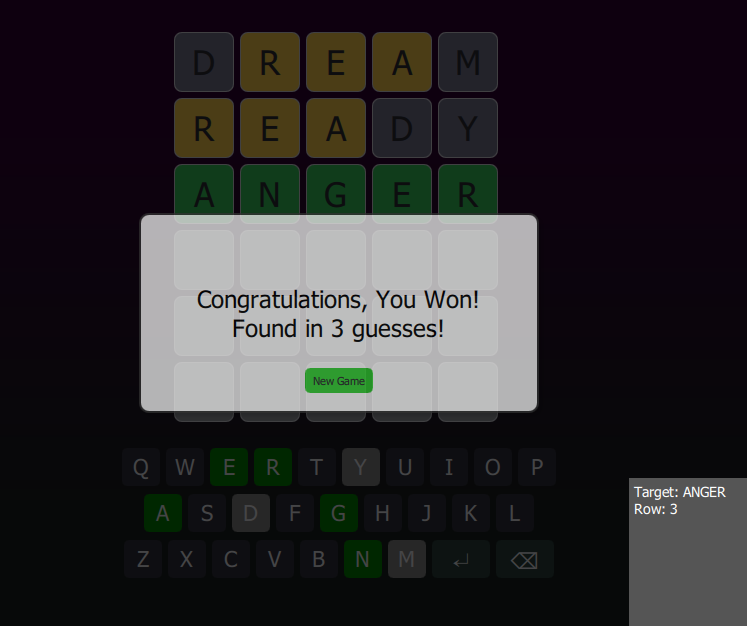 D R E A M
R E A D Y
A N G E R
Congratulations, You Won!
Found in 3 guesses!
New Game
Q W E R T Y U I O P
A S D F G H J K L
Z X C V B N M ↵ ⌫
Target: ANGER
Row: 3